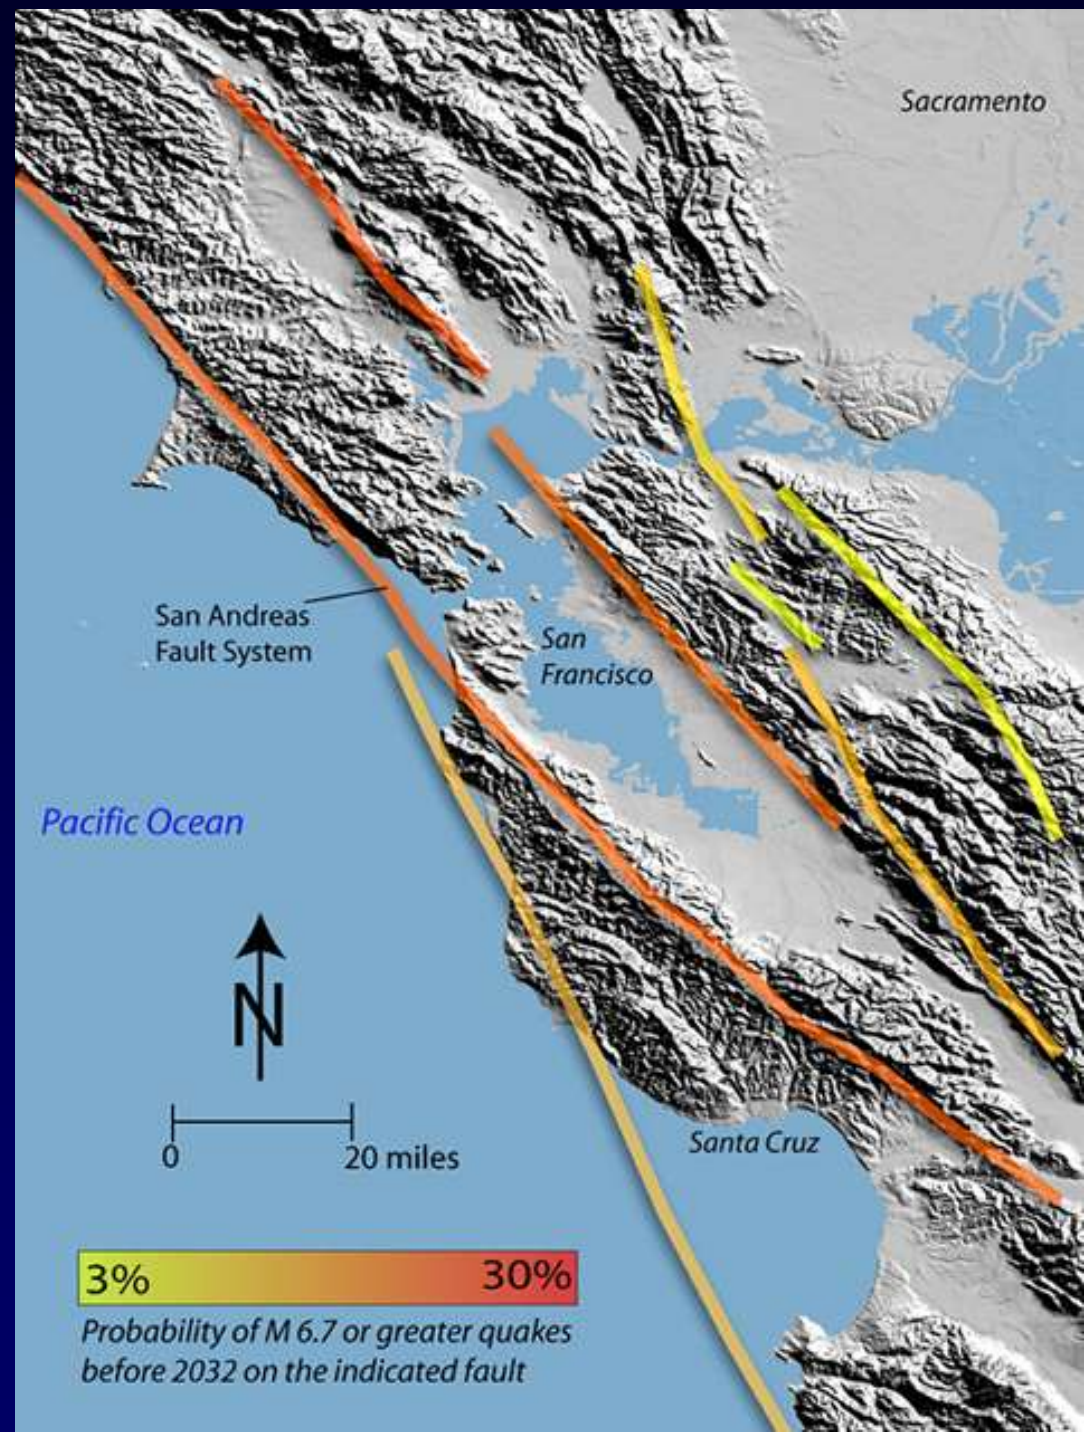 Sacramento
San Andreas
Fault System
San
Francisco
Pacific Ocean
N
0
20 miles
Santa Cruz
3%
30%
Probability of M 6.7 or greater quakes
before 2032 on the indicated fault